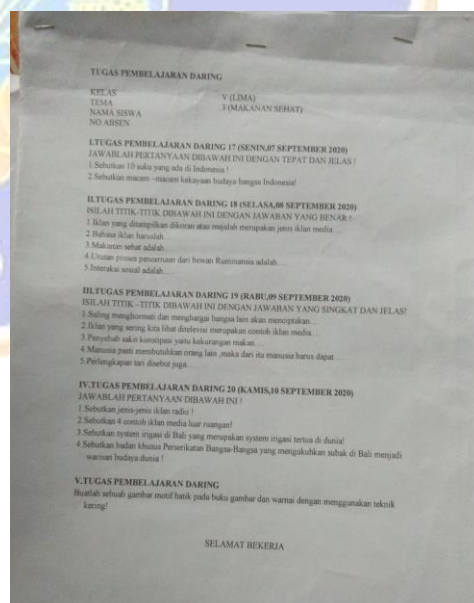 TUGAS PEMBELAJARAN DARING
KELAS V (LIMA)
TEMA 3 (MAKANAN SEHAT)
NAMA SISWA
NO ABSEN
I.TUGAS PEMBELAJARAN DARING 17 (SENIN,07 SEPTEMBER 2020)
JAWABLAH PERTANYAAN DIBAWAH INI DENGAN TEPAT DAN JELAS !
1.Sebutkan 10 suku yang ada di Indonesia !
2.Sebutkan macam –macam kekayaan budaya bangsa Indonesia!
II.TUGAS PEMBELAJARAN DARING 18 (SELASA,08 SEPTEMBER 2020)
ISILAH TITIK-TITIK DIBAWAH INI DENGAN JAWABAN YANG BENAR !
1.Iklan yang ditampilkan dikoran atau majalah merupakan jenis iklan media…
2.Bahasa iklan haruslah…
3.Makanan sehat adalah…
4.Urutan proses pencernaan dari hewan Ruminansia adalah…
5.Interaksi sosial adalah…
III.TUGAS PEMBELAJARAN DARING 19 (RABU,09 SEPTEMBER 2020)
ISILAH TITIK –TITIK DIBAWAH INI DENGAN JAWABAN YANG SINGKAT DAN JELAS!
1.Saling menghormati dan menghargai bangsa lain akan menciptakan…
2.Iklan yang sering kita lihat ditelevisi merupakan contoh iklan media…
3.Penyebab sakit konstipasi yaitu kekurangan makan…
4.Manusia pasti membutuhkan orang lain ,maka dari itu manusia harus dapat…
5.Perlengkapan tari disebut juga…
IV.TUGAS PEMBELAJARAN DARING 20 (KAMIS,10 SEPTEMBER 2020)
JAWABLAH PERTANYAAN DIBAWAH INI !
1.Sebutkan jenis-jenis iklan radio !
2.Sebutkan 4 contoh iklan media luar ruangan!
3.Sebutkan system irigasi di Bali yang merupakan system irigasi tertua di dunia!
4.Sebutkan badan khusus Perserikatan Bangsa-Bangsa yang mengukuhkan subak di Bali menjadi
warisan budaya dunia !
V.TUGAS PEMBELAJARAN DARING
Buatlah sebuah gambar motif batik pada buku gambar dan warnai dengan menggunakan teknik
kering!
SELAMAT BEKERJA